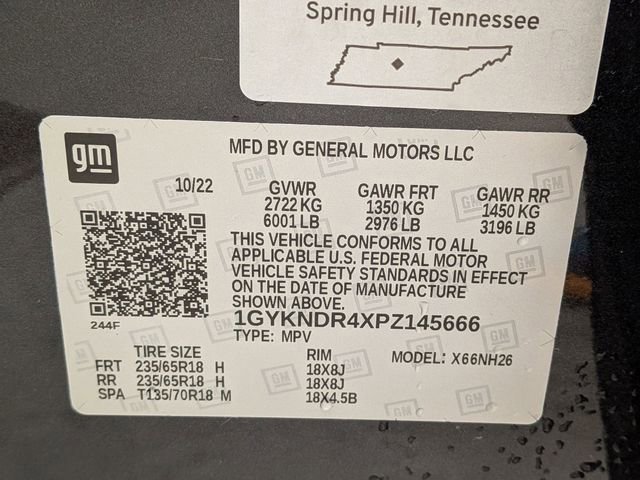 Spring Hill, Tennessee
gm
MFD BY GENERAL MOTORS LLC
10/22
GVWR
2722 KG
6001 LB
GAWR FRT
1350 KG
2976 LB
GAWR RR
1450 KG
3196 LB
THIS VEHICLE CONFORMS TO ALL
APPLICABLE U.S. FEDERAL MOTOR
VEHICLE SAFETY STANDARDS IN EFFECT
ON THE DATE OF MANUFACTURE
SHOWN ABOVE.
244F
1GYKNDR4XPZ145666
TYPE: MPV
MODEL: X66NH26
TIRE SIZE
FRT 235/65R18 H
RR 235/65R18 H
SPA T135/70R18 M
RIM
18X8J
18X8J
18X4.5B